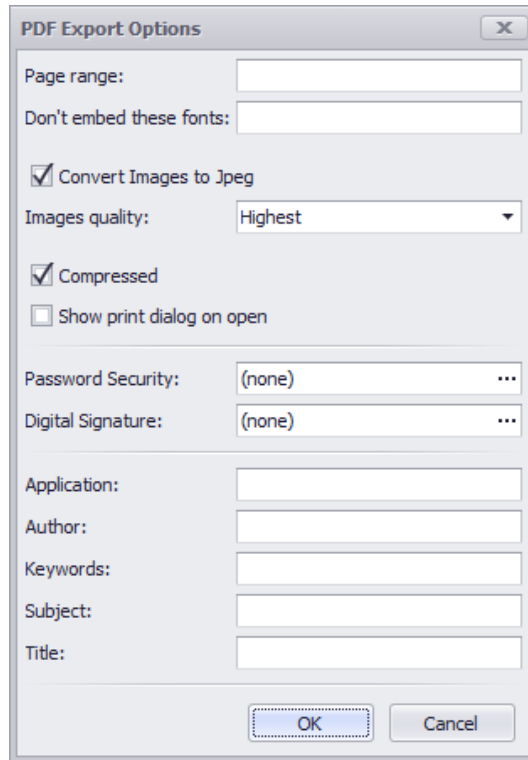 PDF Export Options
Page range:
Don't embed these fonts:
Convert Images to Jpeg
Images quality: Highest
Compressed
Show print dialog on open
Password Security: (none) ...
Digital Signature: (none) ...
Application:
Author:
Keywords:
Subject:
Title:
OK Cancel